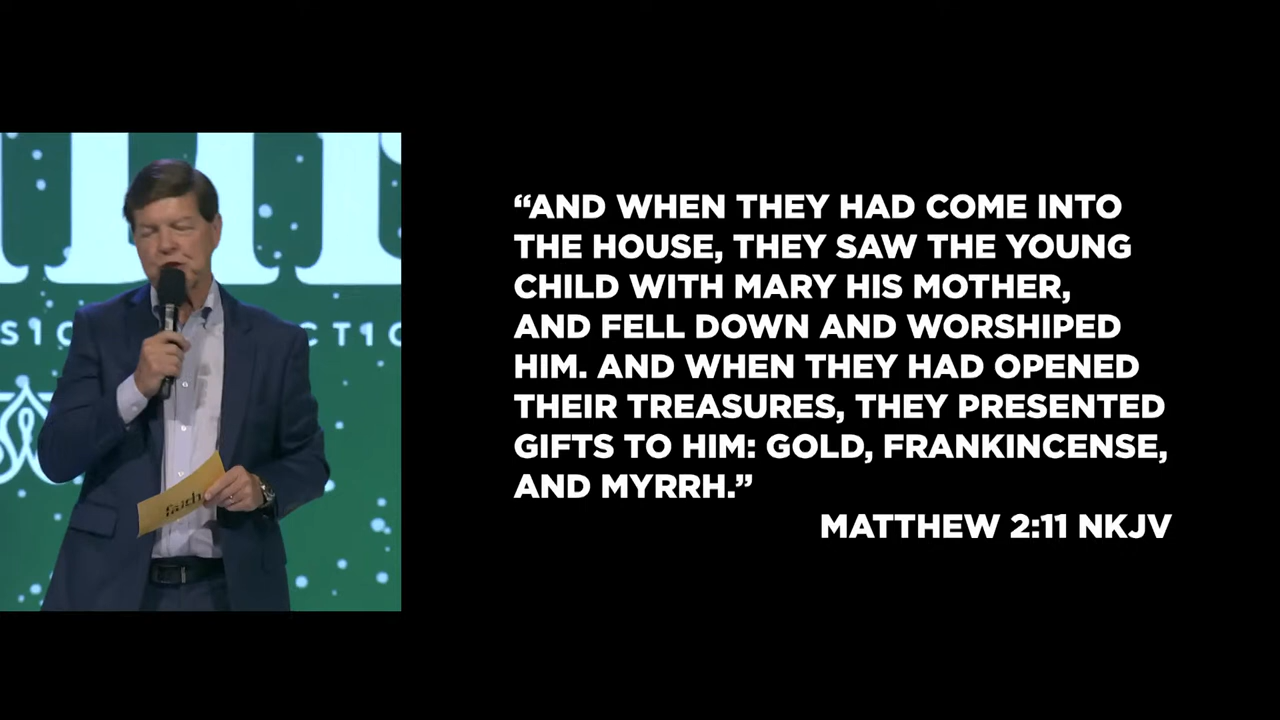 “AND WHEN THEY HAD COME INTO
THE HOUSE, THEY SAW THE YOUNG
CHILD WITH MARY HIS MOTHER,
AND FELL DOWN AND WORSHIPED
HIM. AND WHEN THEY HAD OPENED
THEIR TREASURES, THEY PRESENTED
GIFTS TO HIM: GOLD, FRANKINCENSE,
AND MYRRH.”
MATTHEW 2:11 NKJV
faith